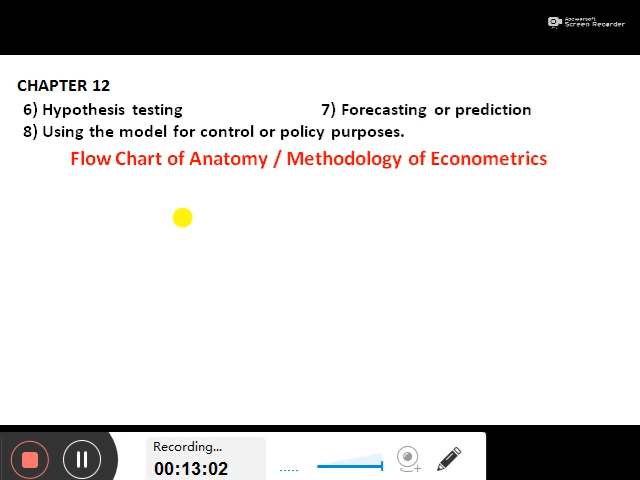 Apowersoft
Screen Recorder
CHAPTER 12
6) Hypothesis testing 7) Forecasting or prediction
8) Using the model for control or policy purposes.
Flow Chart of Anatomy / Methodology of Econometrics
Recording...
00:13:02